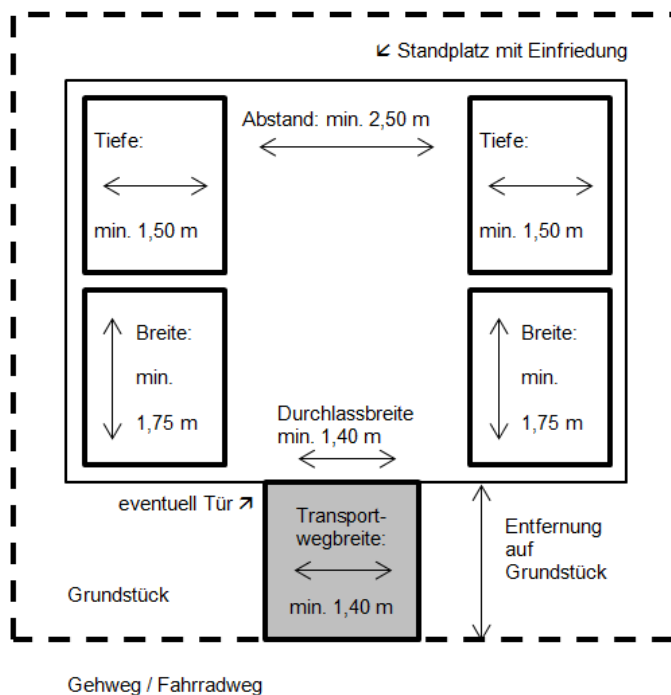 Standplatz mit Einfriedung
Abstand: min. 2,50 m
Tiefe:
min. 1,50 m
Tiefe:
min. 1,50 m
Breite:
min.
1,75 m
Breite:
min.
1,75 m
Durchlassbreite
min. 1,40 m
eventuell Tür
Transport-
wegbreite:
min. 1,40 m
Entfernung
auf
Grundstück
Grundstück
Gehweg / Fahrradweg